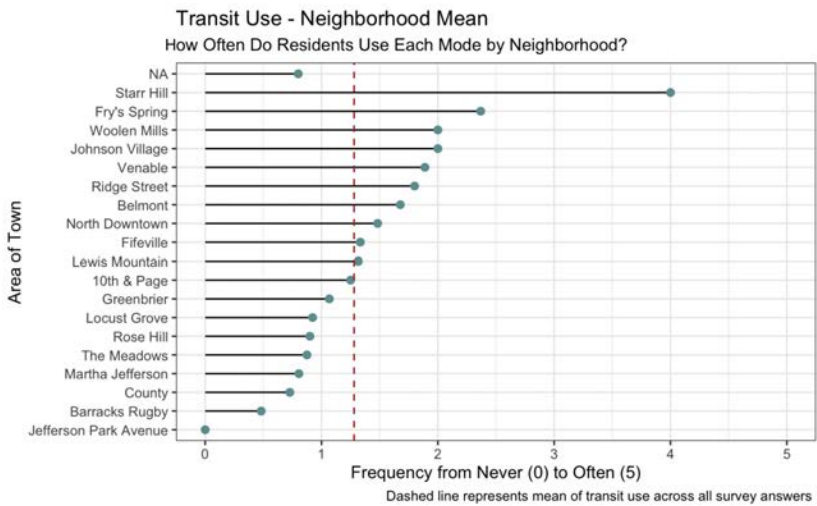 Transit Use - Neighborhood Mean
How Often Do Residents Use Each Mode by Neighborhood?
Area of Town
NA
Starr Hill
Fry's Spring
Woolen Mills
Johnson Village
Venable
Ridge Street
Belmont
North Downtown
Fifeville
Lewis Mountain
10th & Page
Greenbrier
Locust Grove
Rose Hill
The Meadows
Martha Jefferson
County
Barracks Rugby
Jefferson Park Avenue
0 1 2 3 4 5
Frequency from Never (0) to Often (5)
Dashed line represents mean of transit use across all survey answers